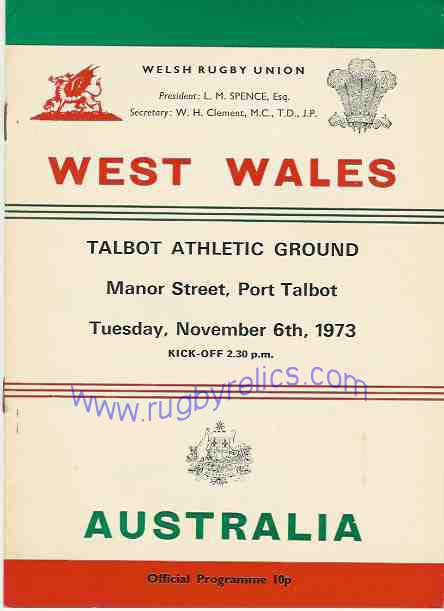 WELSH RUGBY UNION
President: L. M. SPENCE, Esq.
Secretary: W. H. Clement, M.C., T.D., J.P.
WEST WALES
TALBOT ATHLETIC GROUND
Manor Street, Port Talbot
Tuesday, November 6th, 1973
KICK-OFF 2.30 p.m.
www.rugbyrelics.com
AUSTRALIA
Official Programme 10p